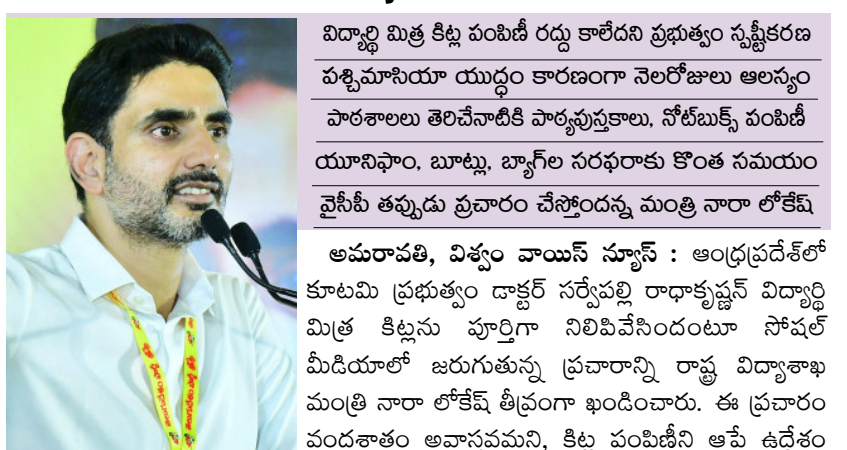 విద్యార్థి మిత్ర కిట్ల పంపిణీ రద్దు కాలేదని ప్రభుత్వం స్పష్టీకరణ
పశ్చిమాసియా యుద్ధం కారణంగా నెలరోజులు ఆలస్యం
పాఠశాలలు తెరిచేనాటికి పాఠ్యపుస్తకాలు, నోట్‌బుక్స్ పంపిణీ
యూనిఫాం, బూట్లు, బ్యాగ్‌ల సరఫరాకు కొంత సమయం
వైసీపీ తప్పుడు ప్రచారం చేస్తోందన్న మంత్రి నారా లోకేష్
అమరావతి, విశ్వం వాయిస్ న్యూస్ : ఆంధ్రప్రదేశ్‌లో
కూటమి ప్రభుత్వం డాక్టర్ సర్వేపల్లి రాధాకృష్ణన్ విద్యార్థి
మిత్ర కిట్లను పూర్తిగా నిలిపివేసిందంటూ సోషల్
మీడియాలో జరుగుతున్న ప్రచారాన్ని రాష్ట్ర విద్యాశాఖ
మంత్రి నారా లోకేష్ తీవ్రంగా ఖండించారు. ఈ ప్రచారం
వందశాతం అవాస్తవమని, కిట్ల పంపిణీని ఆపే ఉద్దేశం